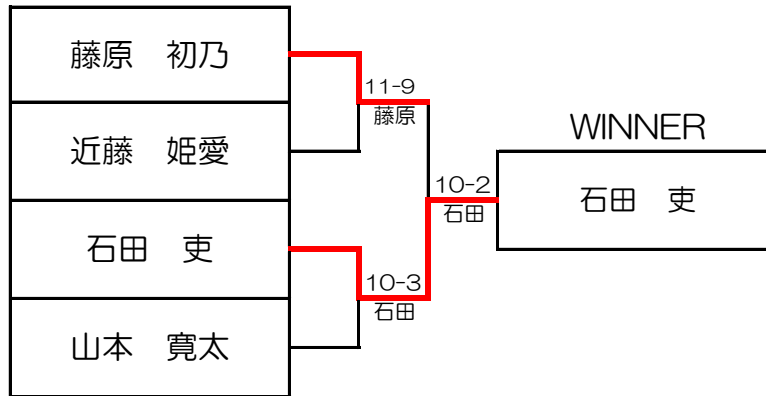 藤原　初乃
近藤　姫愛
石田　吏
山本　寛太
11-9
藤原
10-3
石田
10-2
石田
WINNER
石田　吏